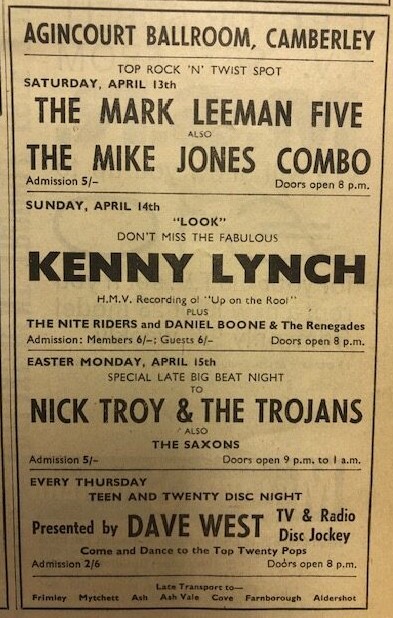 AGINCOURT BALLROOM, CAMBERLEY
TOP ROCK 'N' TWIST SPOT
SATURDAY, APRIL 13th
THE MARK LEEMAN FIVE
ALSO
THE MIKE JONES COMBO
Admission 5/– Doors open 8 p.m.
SUNDAY, APRIL 14th
"LOOK"
DON'T MISS THE FABULOUS
KENNY LYNCH
H.M.V. Recording of "Up on the Roof"
PLUS
THE NITE RIDERS and DANIEL BOONE & The Renegades
Admission: Members 6/–; Guests 6/– Doors open 8 p.m.
EASTER MONDAY, APRIL 15th
SPECIAL LATE BIG BEAT NIGHT
TO
NICK TROY & THE TROJANS
ALSO
THE SAXONS
Admission 5/– Doors open 9 p.m. to 1 a.m.
EVERY THURSDAY
TEEN AND TWENTY DISC NIGHT
Presented by DAVE WEST TV & Radio Disc Jockey
Come and Dance to the Top Twenty Pops
Admission 2/6 Doors open 8 p.m.
Late Transport to—
Frimley Mytchett Ash Ash Vale Cove Farnborough Aldershot